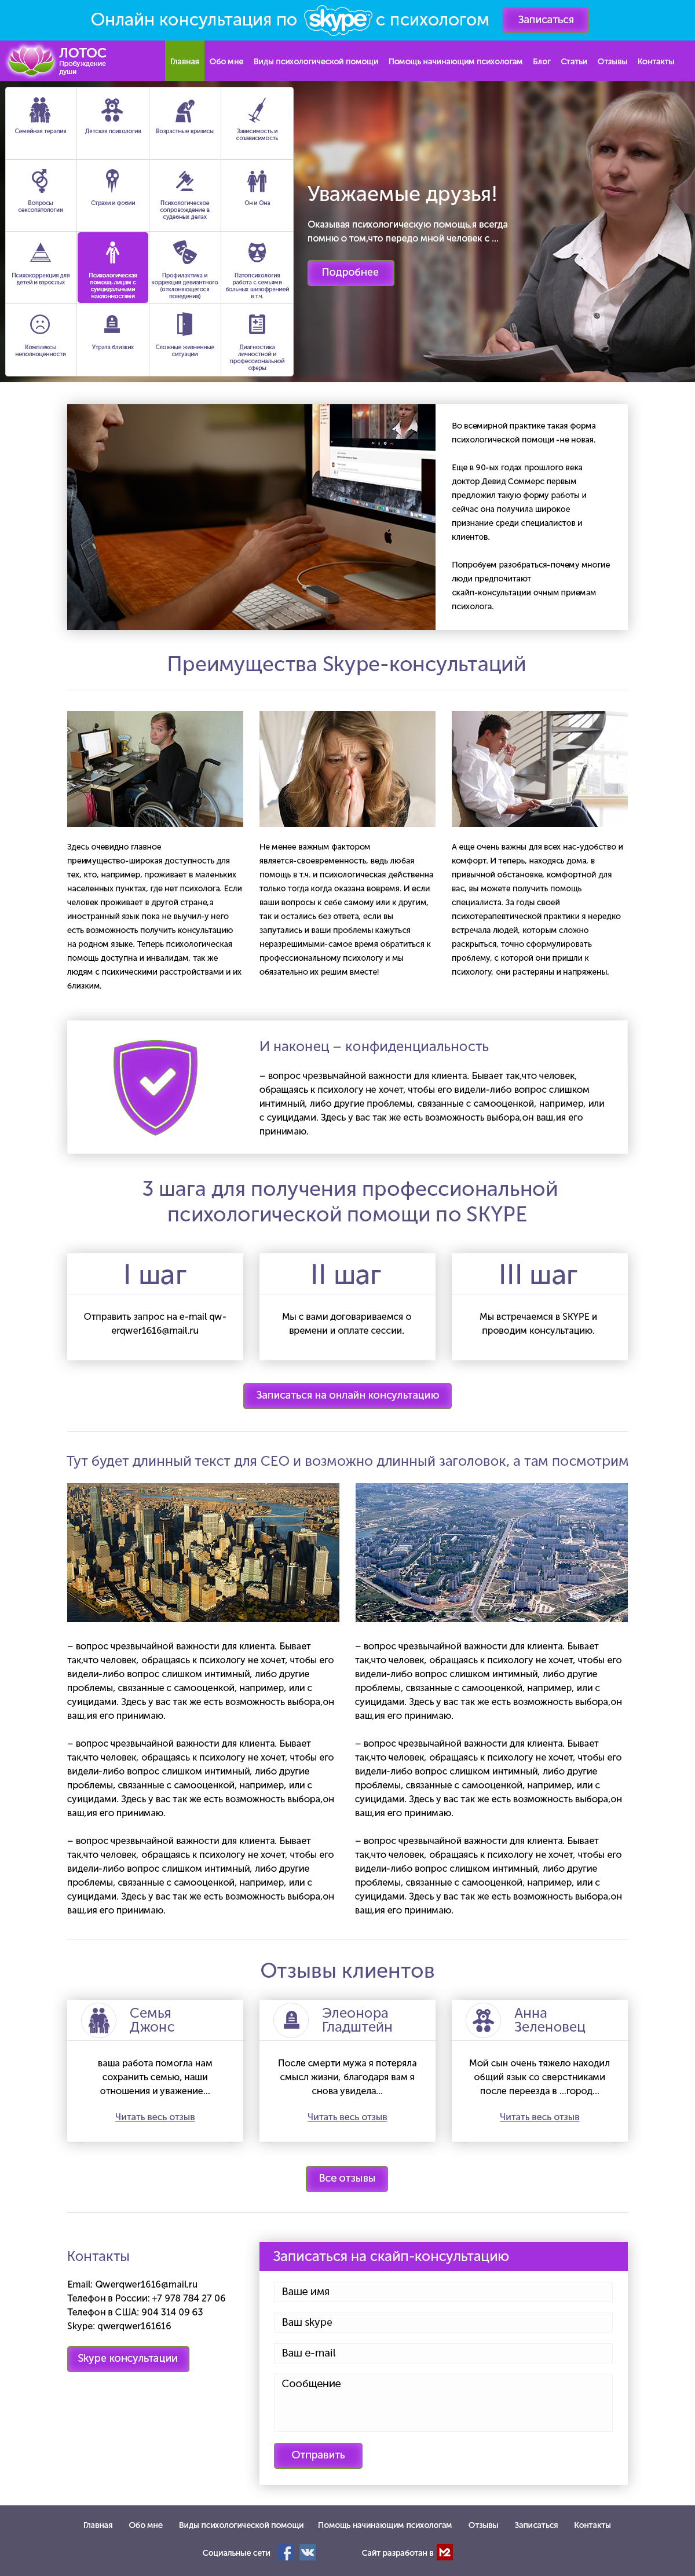 Онлайн консультация по skype с психологом
Записаться
ЛОТОС
Пробуждение
души
Главная
Обо мне
Виды психологической помощи
Помощь начинающим психологам
Блог
Статьи
Отзывы
Контакты
Семейная терапия
Детская психология
Возрастные кризисы
Зависимость и
созависимость
Вопросы
сексопатологии
Страхи и фобии
Психологическое
сопровождение в
судебных делах
Он и Она
Психокоррекция для
детей и взрослых
Психологическая
помощь лицам с
суицидальными
наклонностями
Профилактика и
коррекция девиантного
(отклоняющегося
поведения)
Патопсихология
работа с семьями
больных шизофренией
в т.ч.
Комплексы
неполноценности
Утрата близких
Сложные жизненные
ситуации
Диагностика
личностной и
профессиональной
сферы
Уважаемые друзья!
Оказывая психологическую помощь,я всегда
помню о том,что передо мной человек с ...
Подробнее
Во всемирной практике такая форма
психологической помощи -не новая.
Еще в 90-ых годах прошлого века
доктор Девид Соммерс первым
предложил такую форму работы и
сейчас она получила широкое
признание среди специалистов и
клиентов.
Попробуем разобраться-почему многие
люди предпочитают
скайп-консультации очным приемам
психолога.
Преимущества Skype-консультаций
Здесь очевидно главное
преимущество-широкая доступность для
тех, кто, например, проживает в маленьких
населенных пунктах, где нет психолога. Если
человек проживает в другой стране,а
иностранный язык пока не выучил-у него
есть возможность получить консультацию
на родном языке. Теперь психологическая
помощь доступна и инвалидам, так же
людям с психическими расстройствами и их
близким.
Не менее важным фактором
является-своевременность, ведь любая
помощь в т.ч. и психологическая действенна
только тогда когда оказана вовремя. И если
ваши вопросы к себе самому или к другим,
так и остались без ответа, если вы
запутались и ваши проблемы кажуться
неразрешимыми-самое время обратиться к
профессиональному психологу и мы
обязательно их решим вместе!
А еще очень важны для всех нас-удобство и
комфорт. И теперь, находясь дома, в
привычной обстановке, комфортной для
вас, вы можете получить помощь
специалиста. За годы своей
психотерапевтической практики я нередко
встречала людей, которым сложно
раскрыться, точно сформулировать
проблему, с которой они пришли к
психологу, они растеряны и напряжены.
И наконец – конфиденциальность
– вопрос чрезвычайной важности для клиента. Бывает так,что человек,
обращаясь к психологу не хочет, чтобы его видели-либо вопрос слишком
интимный, либо другие проблемы, связанные с самооценкой, например, или
с суицидами. Здесь у вас так же есть возможность выбора,он ваш,ия его
принимаю.
3 шага для получения профессиональной
психологической помощи по SKYPE
I шаг
Отправить запрос на e-mail qw-
erqwer1616@mail.ru
II шаг
Мы с вами договариваемся о
времени и оплате сессии.
III шаг
Мы встречаемся в SKYPE и
проводим консультацию.
Записаться на онлайн консультацию
Тут будет длинный текст для СЕО и возможно длинный заголовок, а там посмотрим
– вопрос чрезвычайной важности для клиента. Бывает
так,что человек, обращаясь к психологу не хочет, чтобы его
видели-либо вопрос слишком интимный, либо другие
проблемы, связанные с самооценкой, например, или с
суицидами. Здесь у вас так же есть возможность выбора,он
ваш,ия его принимаю.
– вопрос чрезвычайной важности для клиента. Бывает
так,что человек, обращаясь к психологу не хочет, чтобы его
видели-либо вопрос слишком интимный, либо другие
проблемы, связанные с самооценкой, например, или с
суицидами. Здесь у вас так же есть возможность выбора,он
ваш,ия его принимаю.
– вопрос чрезвычайной важности для клиента. Бывает
так,что человек, обращаясь к психологу не хочет, чтобы его
видели-либо вопрос слишком интимный, либо другие
проблемы, связанные с самооценкой, например, или с
суицидами. Здесь у вас так же есть возможность выбора,он
ваш,ия его принимаю.
– вопрос чрезвычайной важности для клиента. Бывает
так,что человек, обращаясь к психологу не хочет, чтобы его
видели-либо вопрос слишком интимный, либо другие
проблемы, связанные с самооценкой, например, или с
суицидами. Здесь у вас так же есть возможность выбора,он
ваш,ия его принимаю.
– вопрос чрезвычайной важности для клиента. Бывает
так,что человек, обращаясь к психологу не хочет, чтобы его
видели-либо вопрос слишком интимный, либо другие
проблемы, связанные с самооценкой, например, или с
суицидами. Здесь у вас так же есть возможность выбора,он
ваш,ия его принимаю.
– вопрос чрезвычайной важности для клиента. Бывает
так,что человек, обращаясь к психологу не хочет, чтобы его
видели-либо вопрос слишком интимный, либо другие
проблемы, связанные с самооценкой, например, или с
суицидами. Здесь у вас так же есть возможность выбора,он
ваш,ия его принимаю.
Отзывы клиентов
Семья
Джонс
ваша работа помогла нам
сохранить семью, наши
отношения и уважение...
Читать весь отзыв
Элеонора
Гладштейн
После смерти мужа я потеряла
смысл жизни, благодаря вам я
снова увидела...
Читать весь отзыв
Анна
Зеленовец
Мой сын очень тяжело находил
общий язык со сверстниками
после переезда в ...город...
Читать весь отзыв
Все отзывы
Контакты
Email: Qwerqwer1616@mail.ru
Телефон в России: +7 978 784 27 06
Телефон в США: 904 314 09 63
Skype: qwerqwer161616
Skype консультации
Записаться на скайп-консультацию
Ваше имя
Ваш skype
Ваш e-mail
Сообщение
Отправить
Главная
Обо мне
Виды психологической помощи
Помощь начинающим психологам
Отзывы
Записаться
Контакты
Социальные сети
Сайт разработан в M2